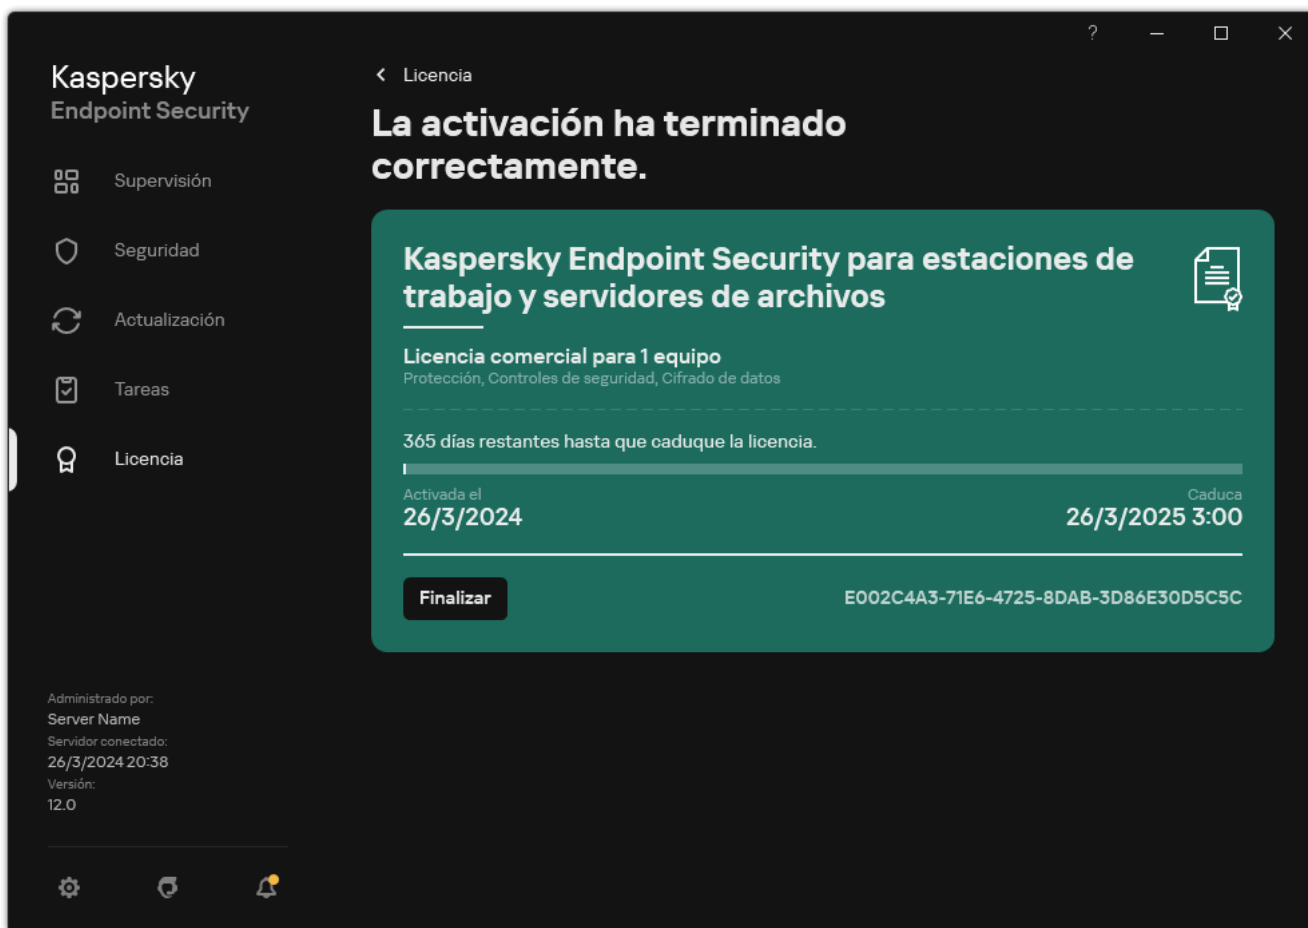 ?
Kaspersky
Endpoint Security
Supervisión
Seguridad
Actualización
Tareas
Licencia
Administrado por:
Server Name
Servidor conectado:
26/3/2024 20:38
Versión:
12.0
Licencia
La activación ha terminado
correctamente.
Kaspersky Endpoint Security para estaciones de
trabajo y servidores de archivos
Licencia comercial para 1 equipo
Protección, Controles de seguridad, Cifrado de datos
365 días restantes hasta que caduque la licencia.
Activada el
26/3/2024
Caduca
26/3/2025 3:00
Finalizar
E002C4A3-71E6-4725-8DAB-3D86E30D5C5C